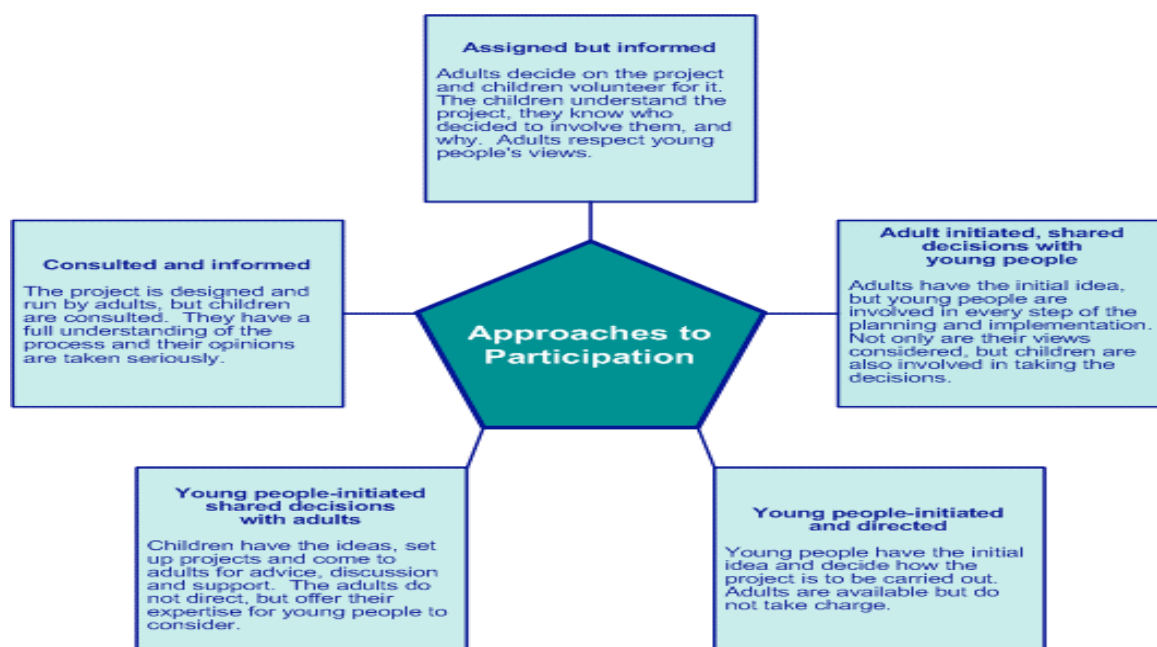 Assigned but informed
Adults decide on the project
and children volunteer for it.
The children understand the
project, they know who
decided to involve them, and
why. Adults respect young
people's views.
Consulted and informed
The project is designed and
run by adults, but children
are consulted. They have a
full understanding of the
process and their opinions
are taken seriously.
Approaches to
Participation
Adult initiated, shared
decisions with
young people
Adults have the initial idea,
but young people are
involved in every step of the
planning and implementation.
Not only are their views
considered, but children are
also involved in taking the
decisions.
Young people-initiated
shared decisions
with adults
Children have the ideas, set
up projects and come to
adults for advice, discussion
and support. The adults do
not direct, but offer their
expertise for young people to
consider.
Young people-initiated
and directed
Young people have the initial
idea and decide how the
project is to be carried out.
Adults are available but do
not take charge.